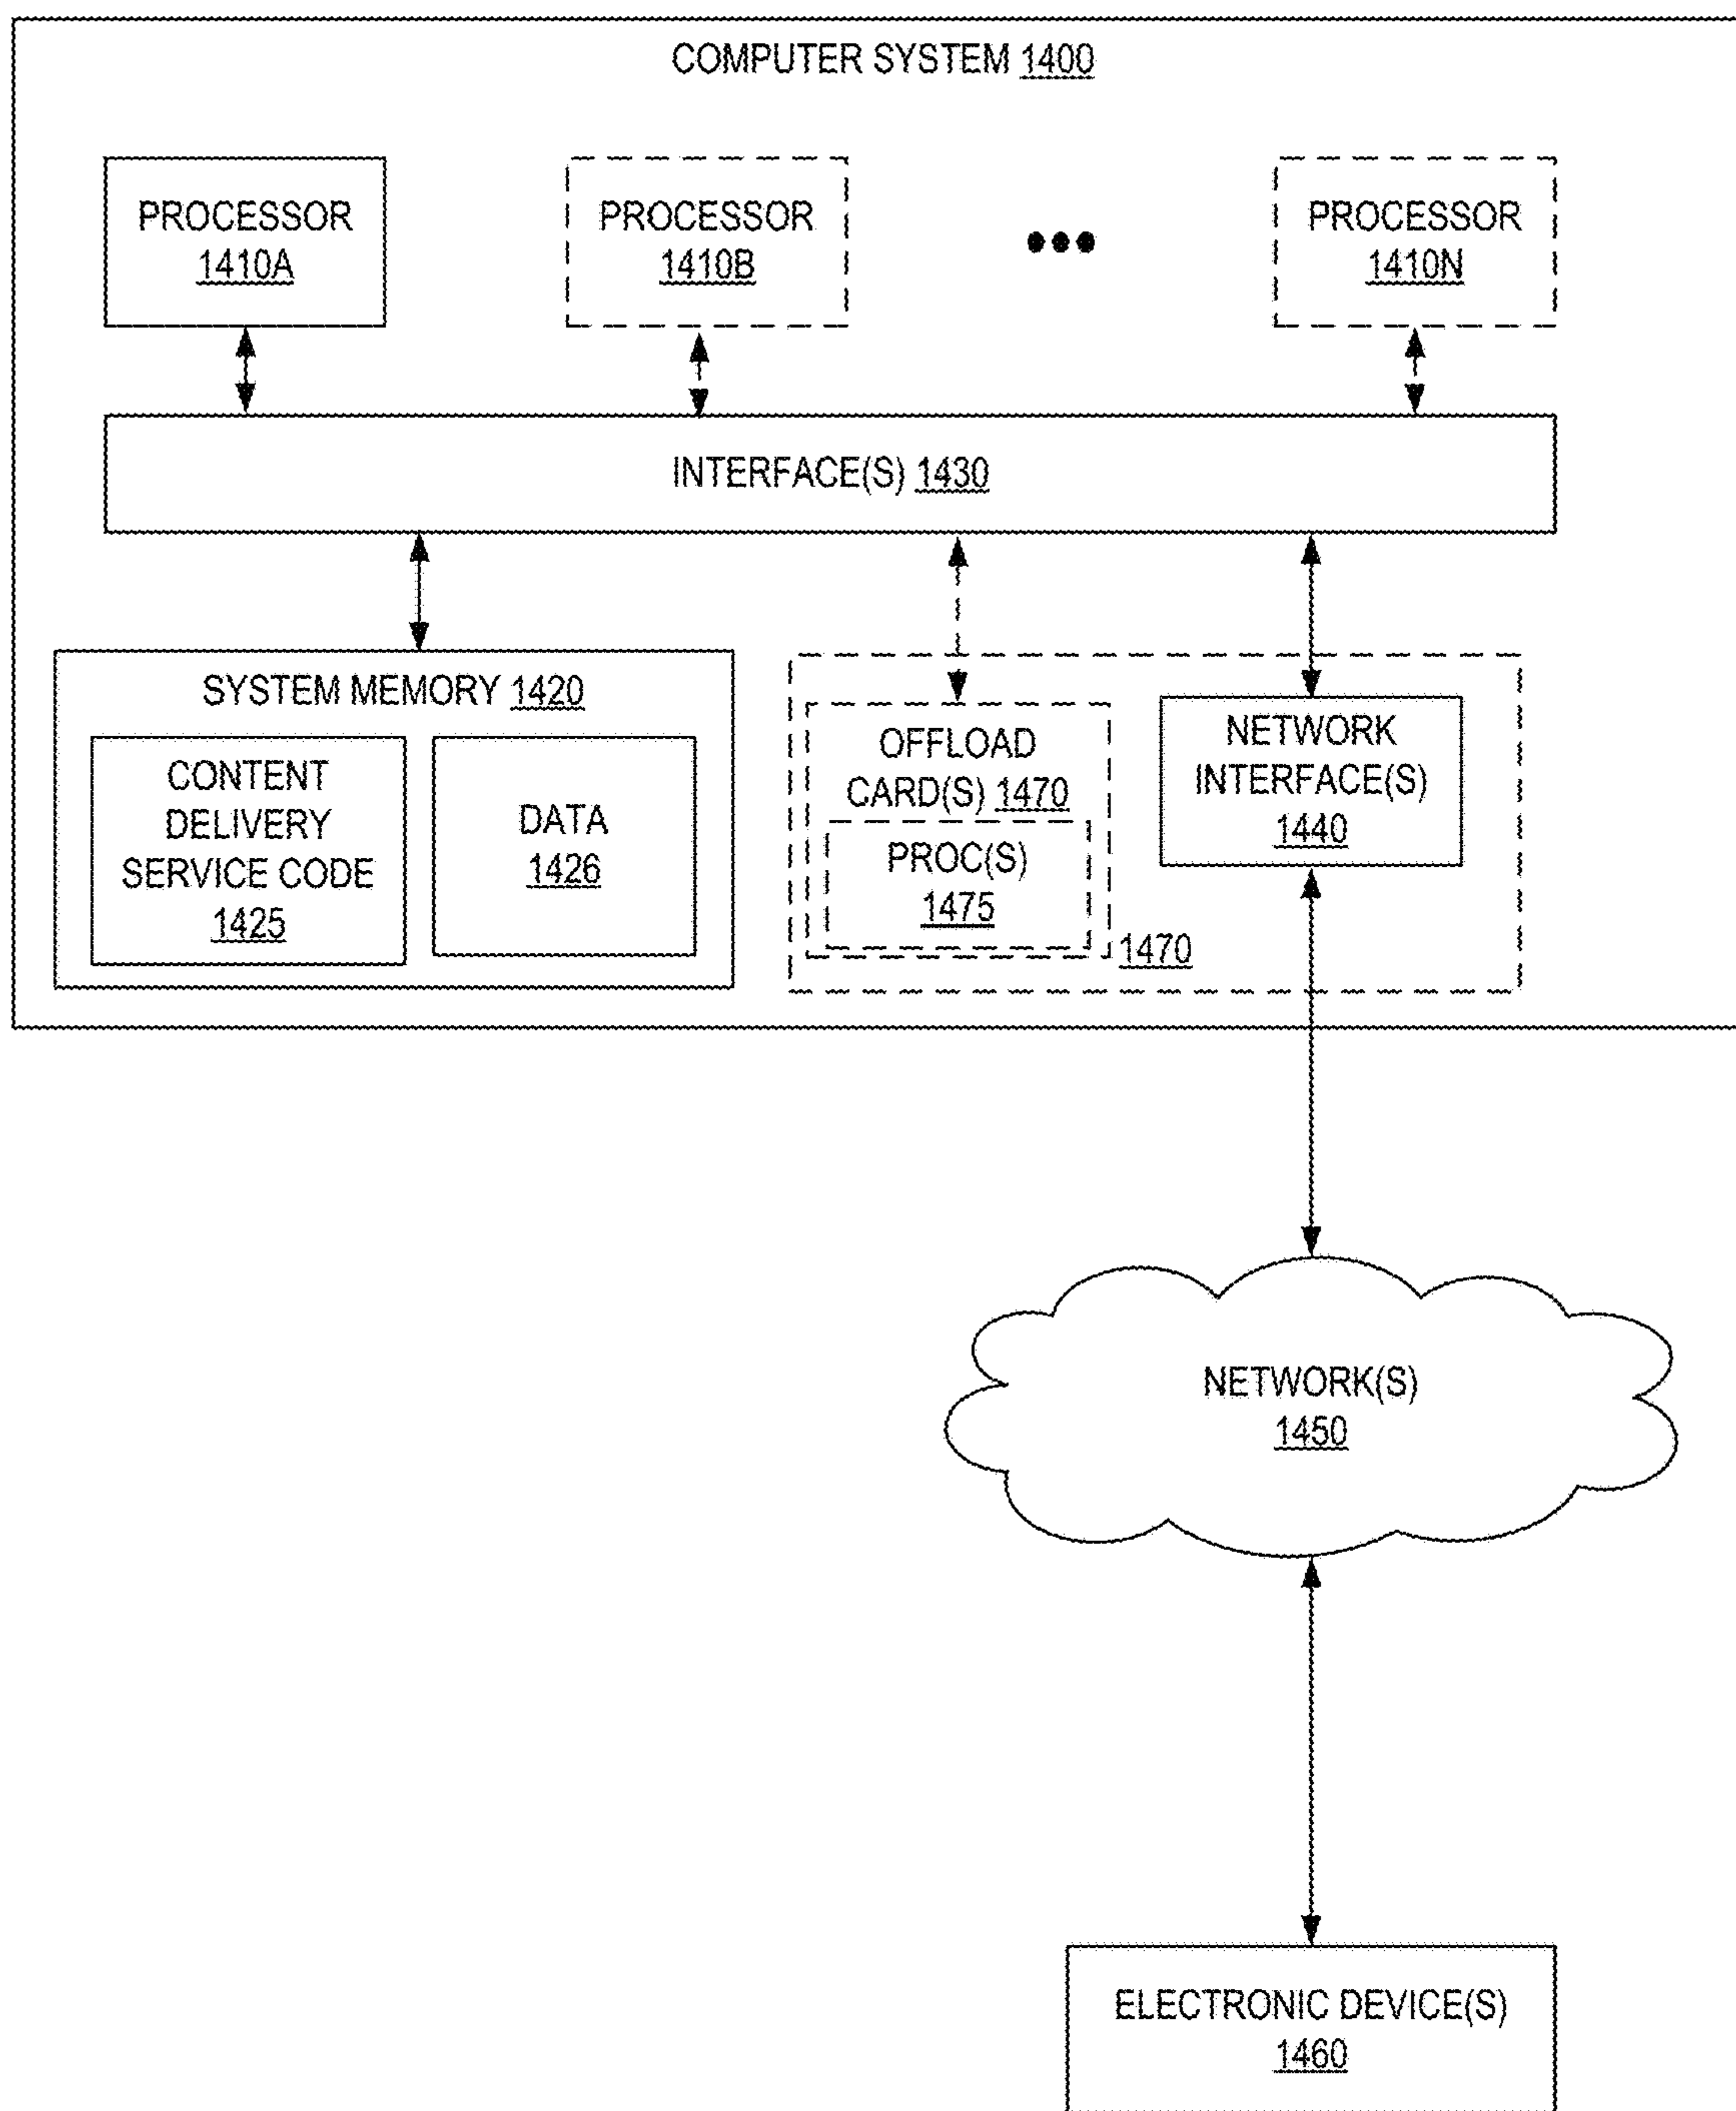 COMPUTER SYSTEM 1400
PROCESSOR
1410A
PROCESSOR
1410B
PROCESSOR
1410N
INTERFACE(S) 1430
SYSTEM MEMORY 1420
CONTENT
DELIVERY
SERVICE CODE
1425
DATA
1426
OFFLOAD
CARD(S) 1470
PROC(S)
1475
1470
NETWORK
INTERFACE(S)
1440
NETWORK(S)
1450
ELECTRONIC DEVICE(S)
1460